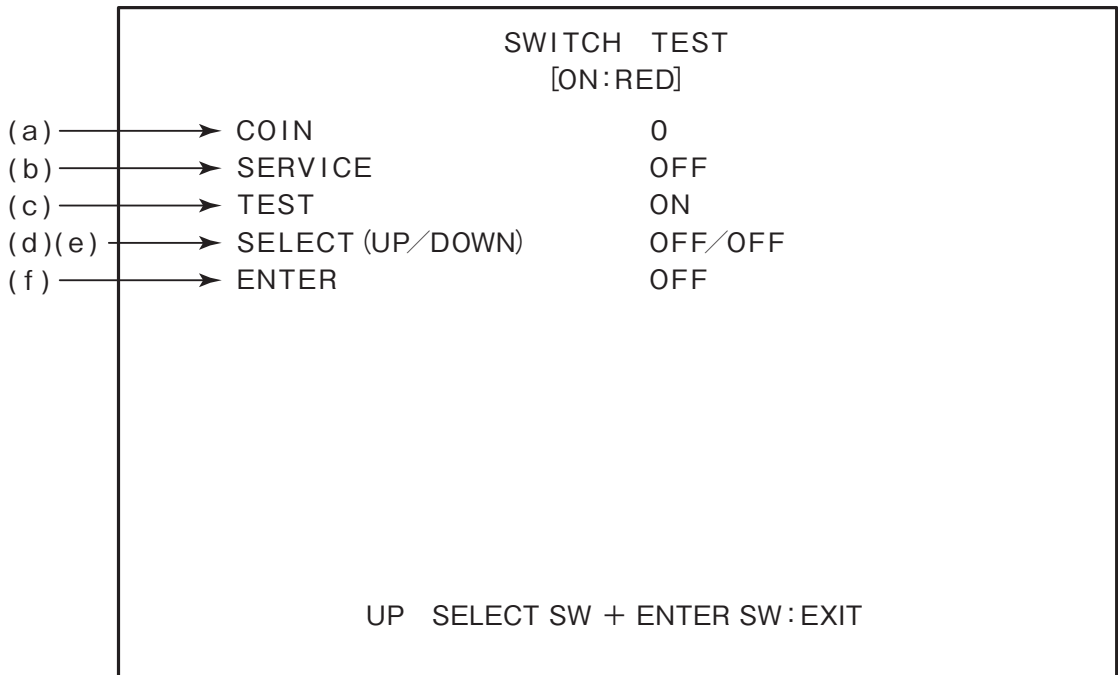 SWITCH TEST
[ON:RED]
(a) COIN 0
(b) SERVICE OFF
(c) TEST ON
(d)(e) SELECT (UP/DOWN) OFF/OFF
(f) ENTER OFF
UP SELECT SW + ENTER SW:EXIT